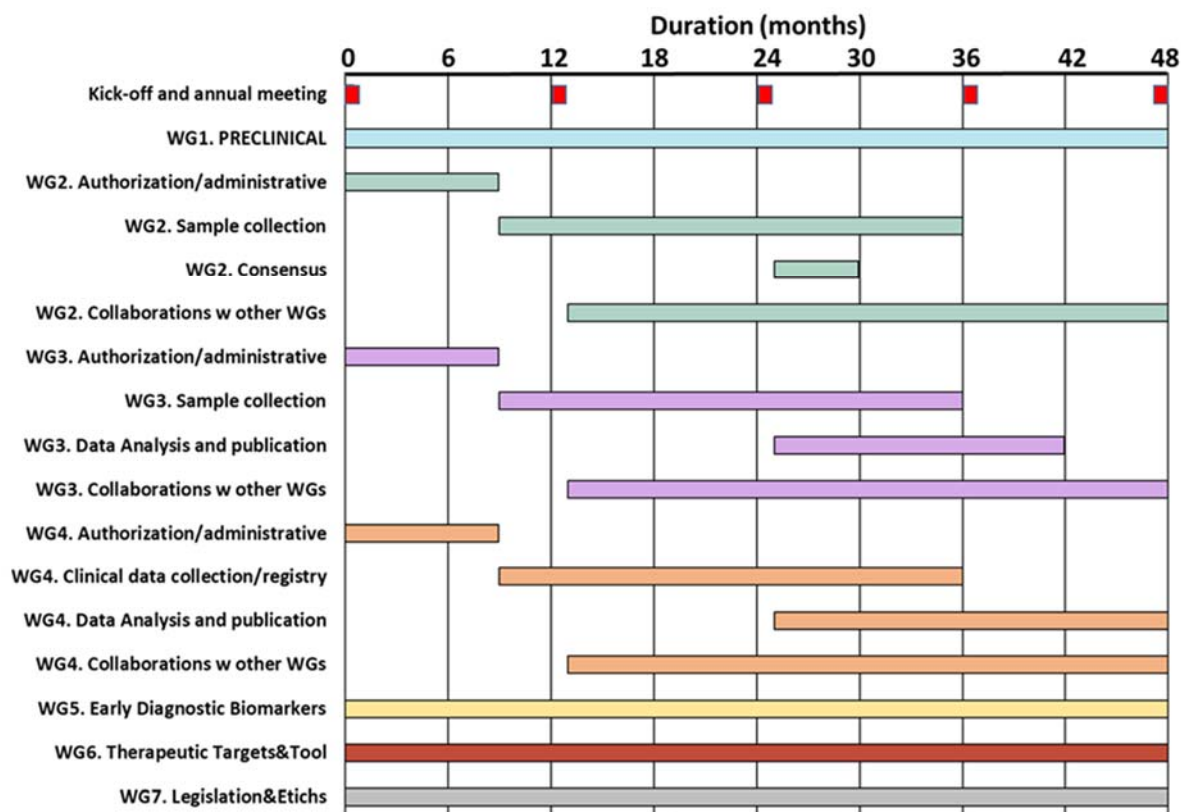 Duration (months)
0 6 12 18 24 30 36 42 48
Kick-off and annual meeting
WG1. PRECLINICAL
WG2. Authorization/administrative
WG2. Sample collection
WG2. Consensus
WG2. Collaborations w other WGs
WG3. Authorization/administrative
WG3. Sample collection
WG3. Data Analysis and publication
WG3. Collaborations w other WGs
WG4. Authorization/administrative
WG4. Clinical data collection/registry
WG4. Data Analysis and publication
WG4. Collaborations w other WGs
WG5. Early Diagnostic Biomarkers
WG6. Therapeutic Targets&Tool
WG7. Legislation&Etichs